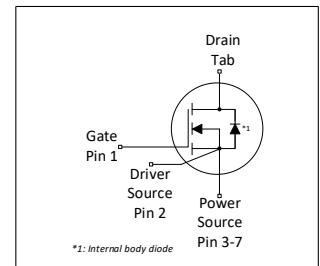 Drain
Tab
*1
Gate
Pin 1
Driver
Source
Pin 2
Power
Source
Pin 3-7
*1: Internal body diode